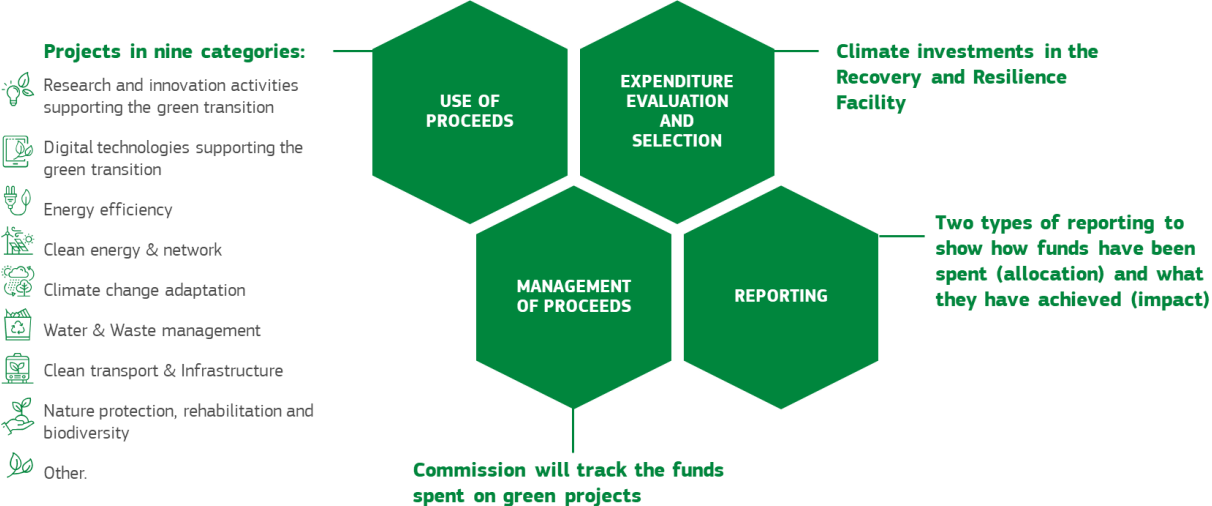 Projects in nine categories:
Research and innovation activities
supporting the green transition
Digital technologies supporting the
green transition
Energy efficiency
Clean energy & network
Climate change adaptation
Water & Waste management
Clean transport & Infrastructure
Nature protection, rehabilitation and
biodiversity
Other.
USE OF
PROCEEDS
EXPENDITURE
EVALUATION
AND
SELECTION
Climate investments in the
Recovery and Resilience
Facility
MANAGEMENT
OF PROCEEDS
REPORTING
Two types of reporting to
show how funds have been
spent (allocation) and what
they have achieved (impact)
Commission will track the funds
spent on green projects